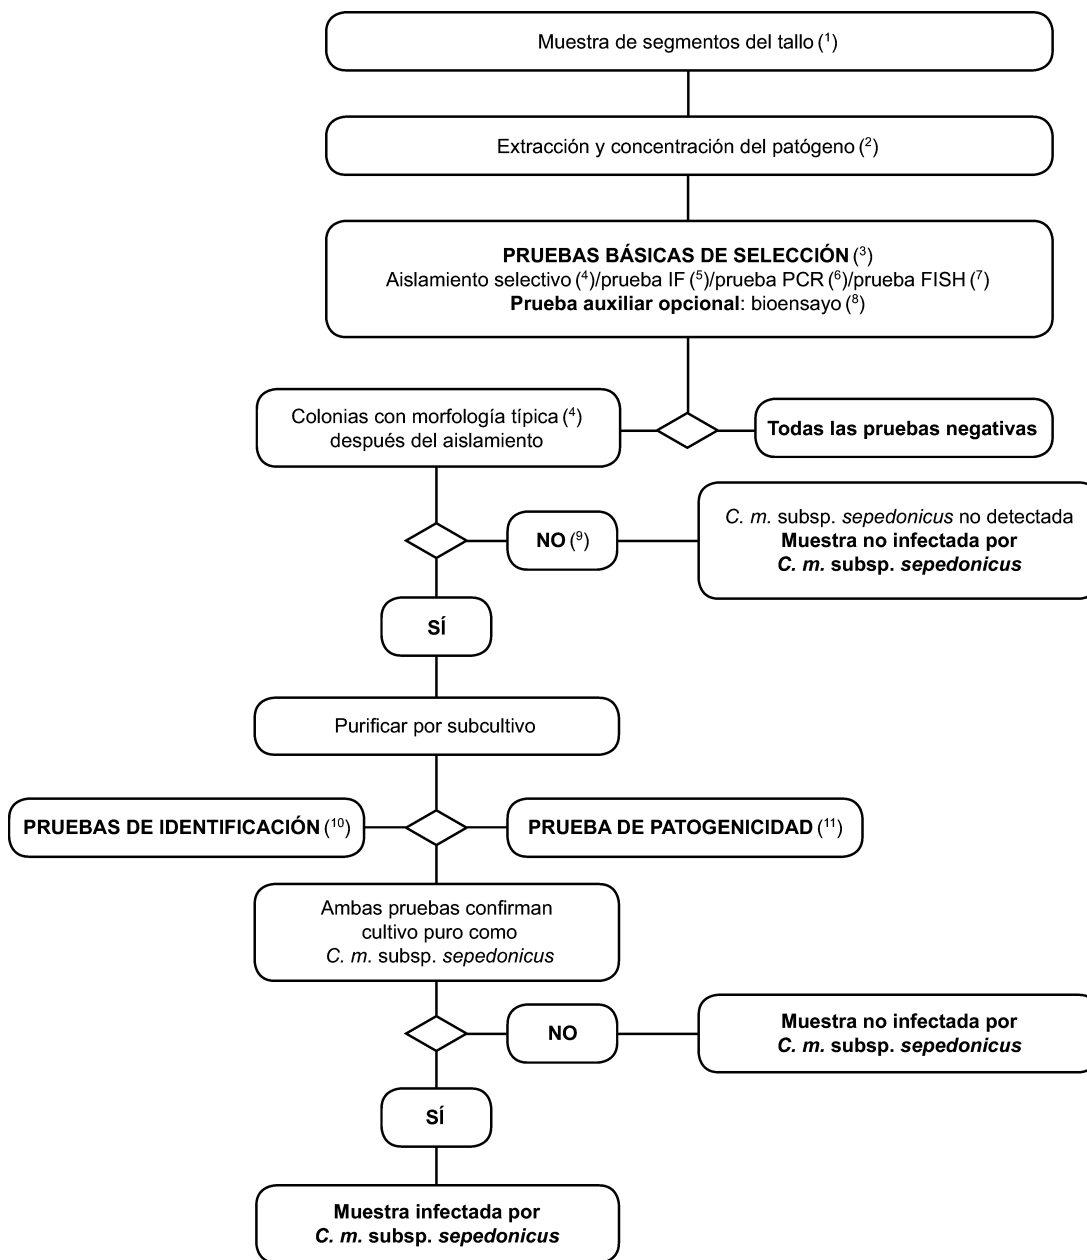 Muestra de segmentos del tallo (¹)
Extracción y concentración del patógeno (²)
PRUEBAS BÁSICAS DE SELECCIÓN (³)
Aislamiento selectivo (⁴)/prueba IF (⁵)/prueba PCR (⁶)/prueba FISH (⁷)
Prueba auxiliar opcional: bioensayo (⁸)
Colonias con morfología típica (⁴)
después del aislamiento
Todas las pruebas negativas
NO (⁹)
C. m. subsp. sepedonicus no detectada
Muestra no infectada por
C. m. subsp. sepedonicus
SÍ
Purificar por subcultivo
PRUEBAS DE IDENTIFICACIÓN (¹⁰)
PRUEBA DE PATOGENICIDAD (¹¹)
Ambas pruebas confirman
cultivo puro como
C. m. subsp. sepedonicus
NO
Muestra no infectada por
C. m. subsp. sepedonicus
SÍ
Muestra infectada por
C. m. subsp. sepedonicus